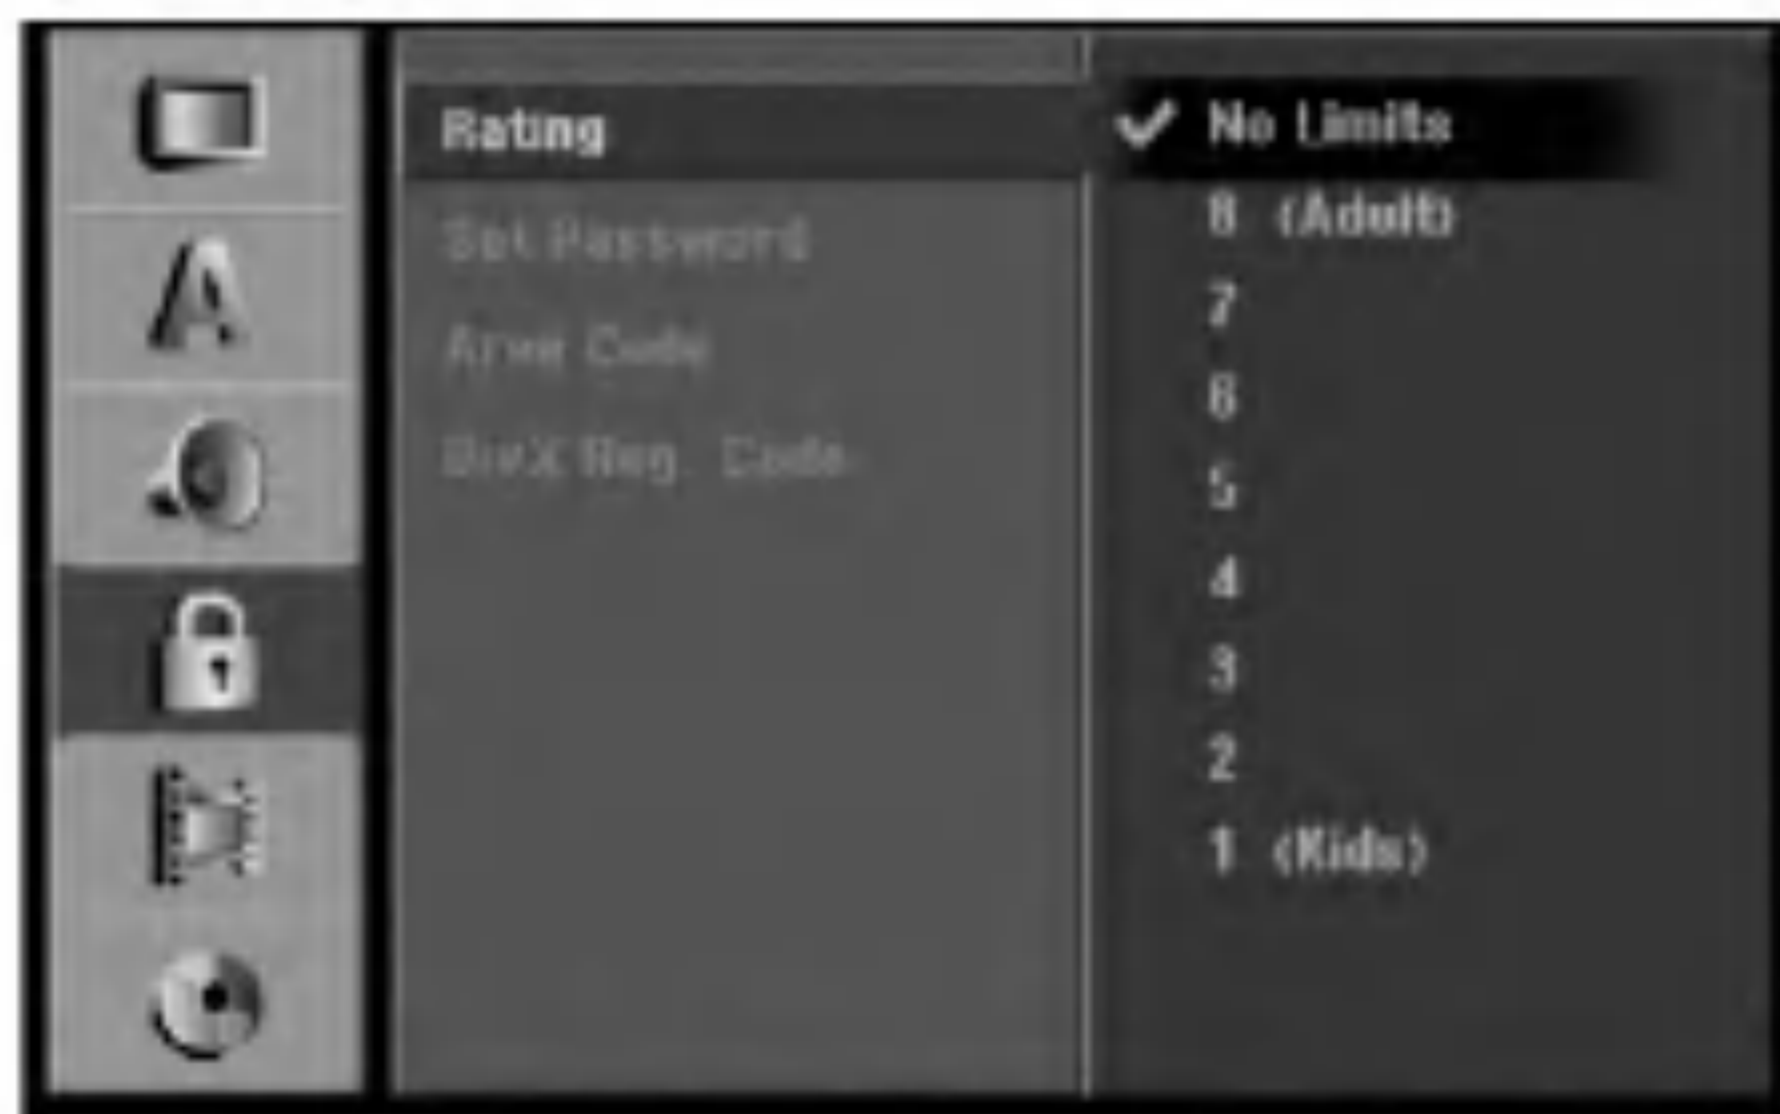 Rating
Set Password
Area Code
DivX Reg. Code
No Limits
8 (Adult)
7
6
5
4
3
2
1 (Kids)